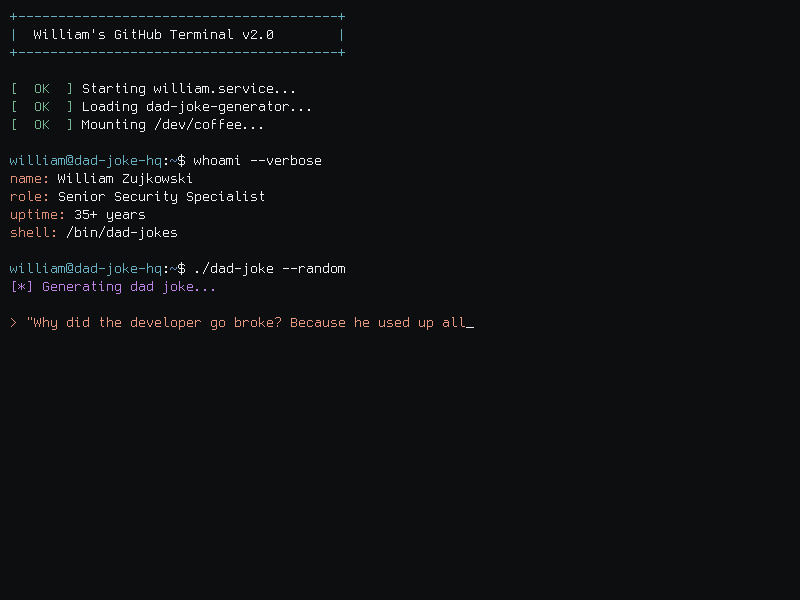 +----------------------------------------+
|  William's GitHub Terminal v2.0        |
+----------------------------------------+
[  OK  ] Starting william.service...
[  OK  ] Loading dad-joke-generator...
[  OK  ] Mounting /dev/coffee...
william@dad-joke-hq:~$ whoami --verbose
name: William Zujkowski
role: Senior Security Specialist
uptime: 35+ years
shell: /bin/dad-jokes
william@dad-joke-hq:~$ ./dad-joke --random
[*] Generating dad joke...
> "Why did the developer go broke? Because he used up all_